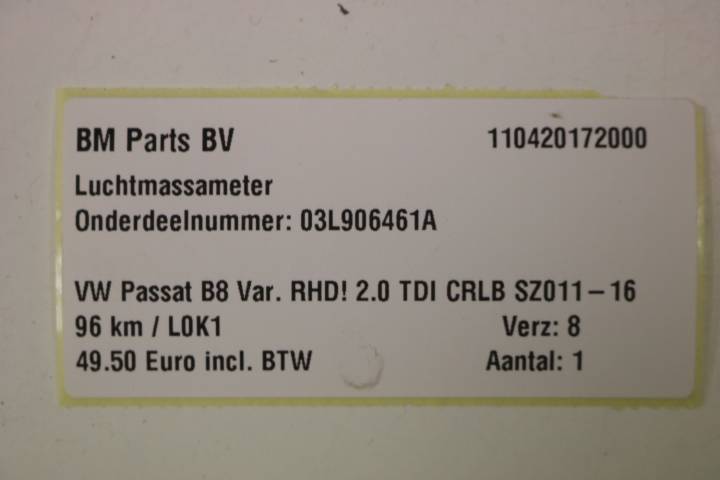 BM Parts BV 110420172000
Luchtmassameter
Onderdeelnummer: 03L906461A
VW Passat B8 Var. RHD! 2.0 TDI CRLB SZ011-16
96 km / L0K1 Verz: 8
49.50 Euro incl. BTW Aantal: 1